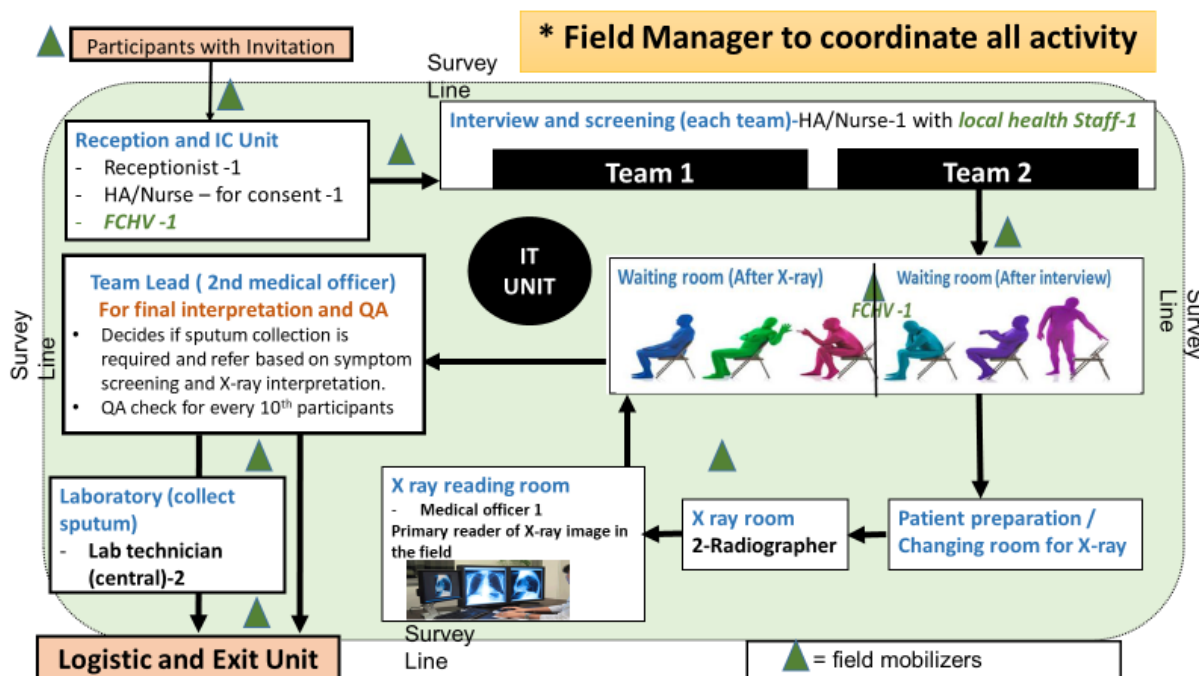 Participants with Invitation
* Field Manager to coordinate all activity
Survey
Line
Reception and IC Unit
- Receptionist -1
- HA/Nurse – for consent -1
- FCHV -1
Interview and screening (each team)-HA/Nurse-1 with local health Staff-1
Team 1
Team 2
IT
UNIT
Team Lead ( 2nd medical officer)
For final interpretation and QA
• Decides if sputum collection is
required and refer based on symptom
screening and X-ray interpretation.
• QA check for every 10th participants
Waiting room (After X-ray)
FCHV -1
Waiting room (After interview)
Survey
Line
Survey
Line
Laboratory (collect
sputum)
- Lab technician
(central)-2
X ray reading room
- Medical officer 1
Primary reader of X-ray image in
the field
X ray room
2-Radiographer
Patient preparation /
Changing room for X-ray
Survey
Line
Logistic and Exit Unit
= field mobilizers